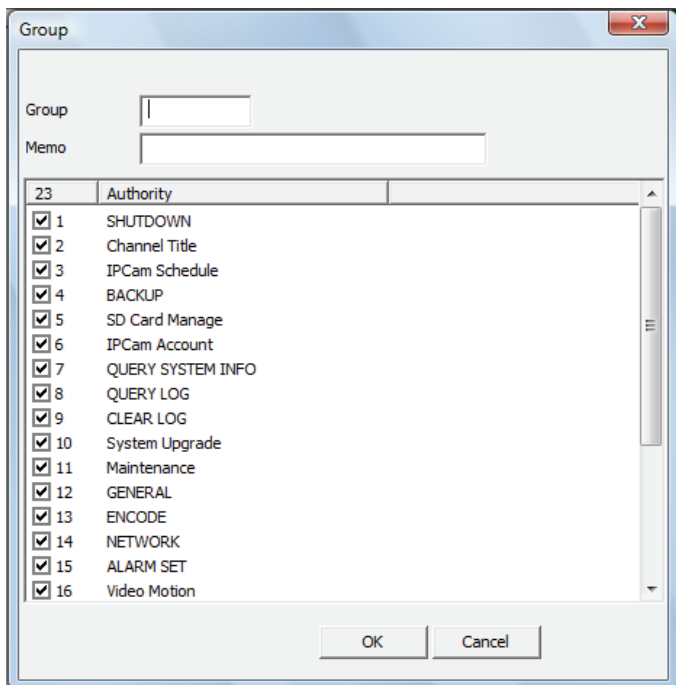 Group
Group
Memo
23 Authority
1 SHUTDOWN
2 Channel Title
3 IPCam Schedule
4 BACKUP
5 SD Card Manage
6 IPCam Account
7 QUERY SYSTEM INFO
8 QUERY LOG
9 CLEAR LOG
10 System Upgrade
11 Maintenance
12 GENERAL
13 ENCODE
14 NETWORK
15 ALARM SET
16 Video Motion
OK Cancel